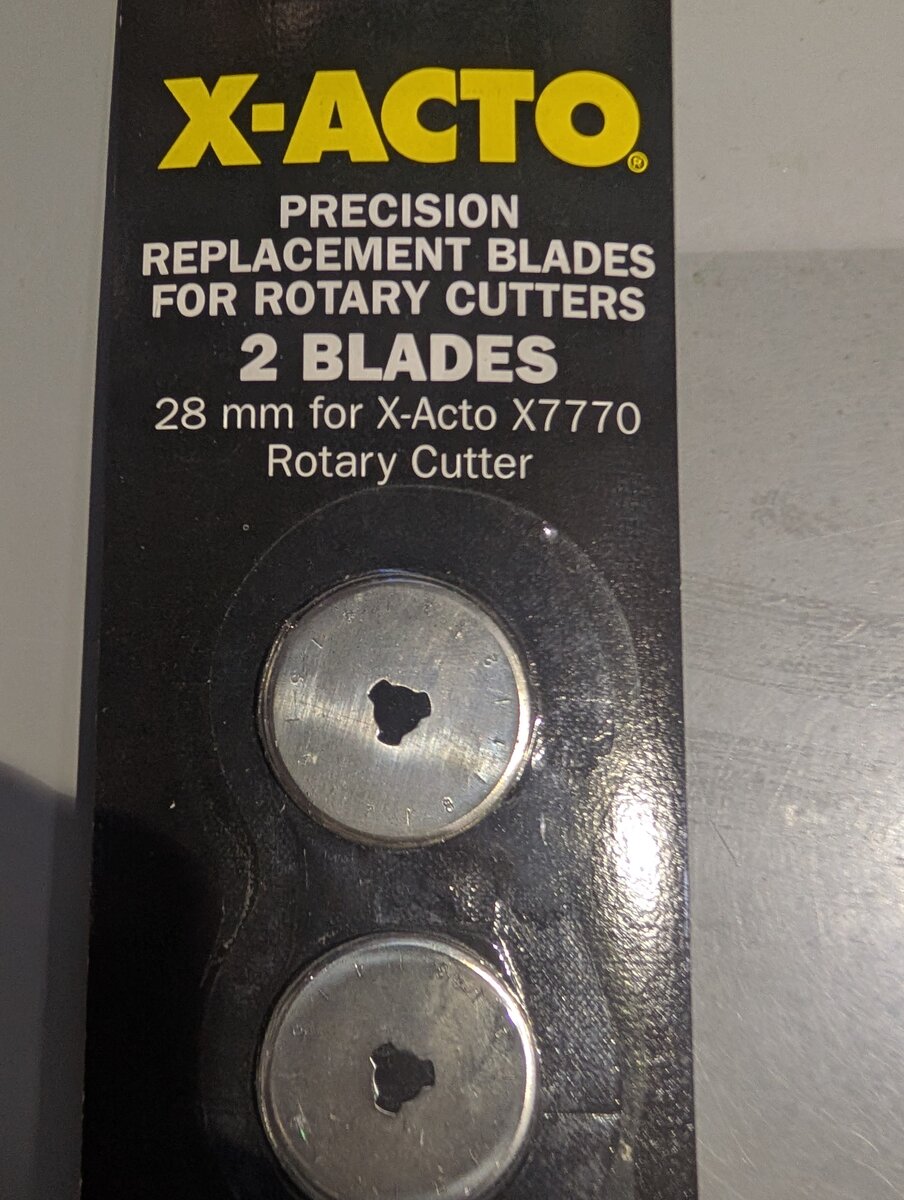 X-ACTO®
PRECISION
REPLACEMENT BLADES
FOR ROTARY CUTTERS
2 BLADES
28 mm for X-Acto X7770
Rotary Cutter